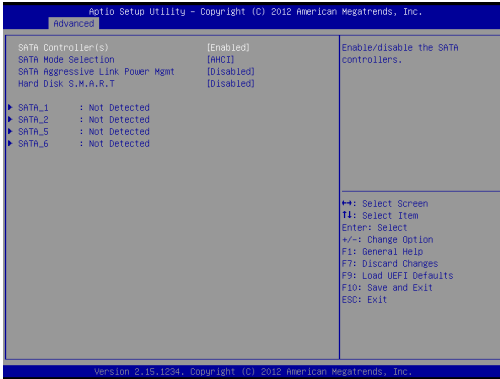 Aptio Setup Utility – Copyright (C) 2012 American Megatrends, Inc.
Advanced
SATA Controller(s) [Enabled]
SATA Mode Selection [AHCI]
SATA Aggressive Link Power Mgmt [Disabled]
Hard Disk S.M.A.R.T [Disabled]
SATA_1 : Not Detected
SATA_2 : Not Detected
SATA_5 : Not Detected
SATA_6 : Not Detected
Enable/disable the SATA
controllers.
↔: Select Screen
↑↓: Select Item
Enter: Select
+/-: Change Option
F1: General Help
F7: Discard Changes
F9: Load UEFI Defaults
F10: Save and Exit
ESC: Exit
Version 2.15.1234. Copyright (C) 2012 American Megatrends, Inc.